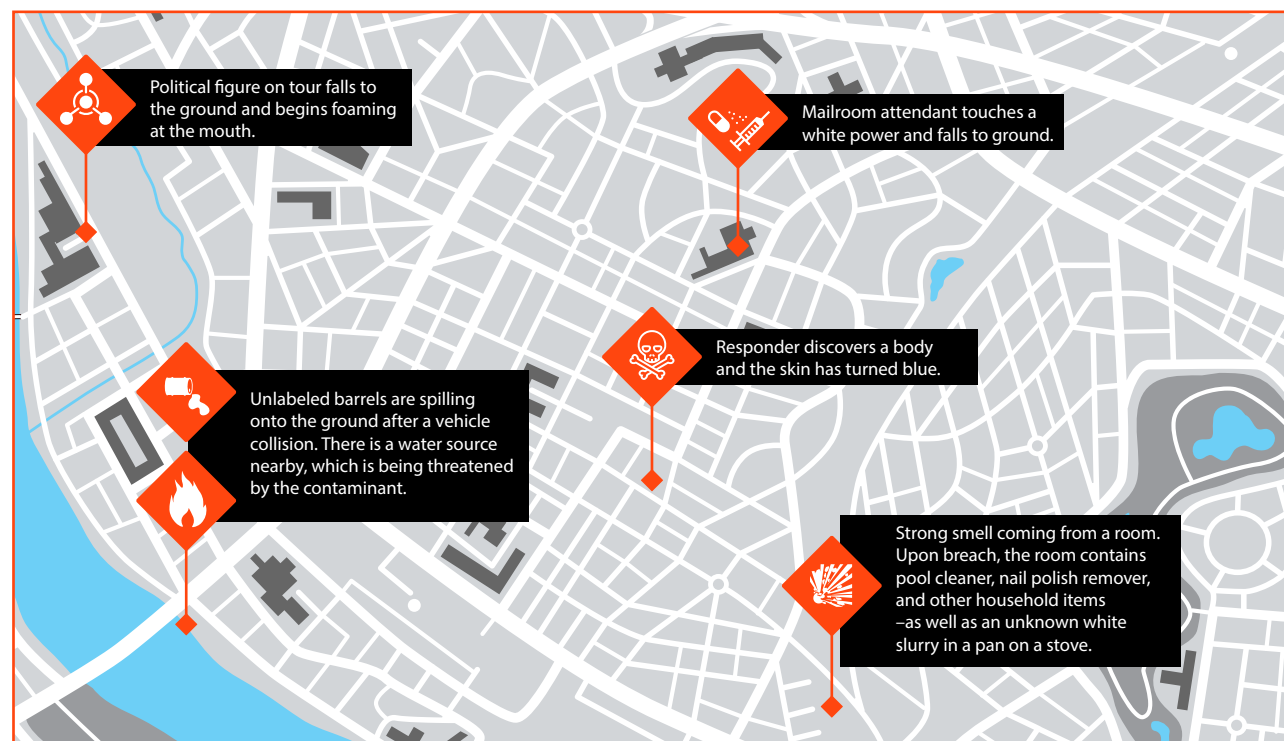 Political figure on tour falls to
the ground and begins foaming
at the mouth.
Mailroom attendant touches a
white power and falls to ground.
Responder discovers a body
and the skin has turned blue.
Unlabeled barrels are spilling
onto the ground after a vehicle
collision. There is a water source
nearby, which is being threatened
by the contaminant.
Strong smell coming from a room.
Upon breach, the room contains
pool cleaner, nail polish remover,
and other household items
–as well as an unknown white
slurry in a pan on a stove.